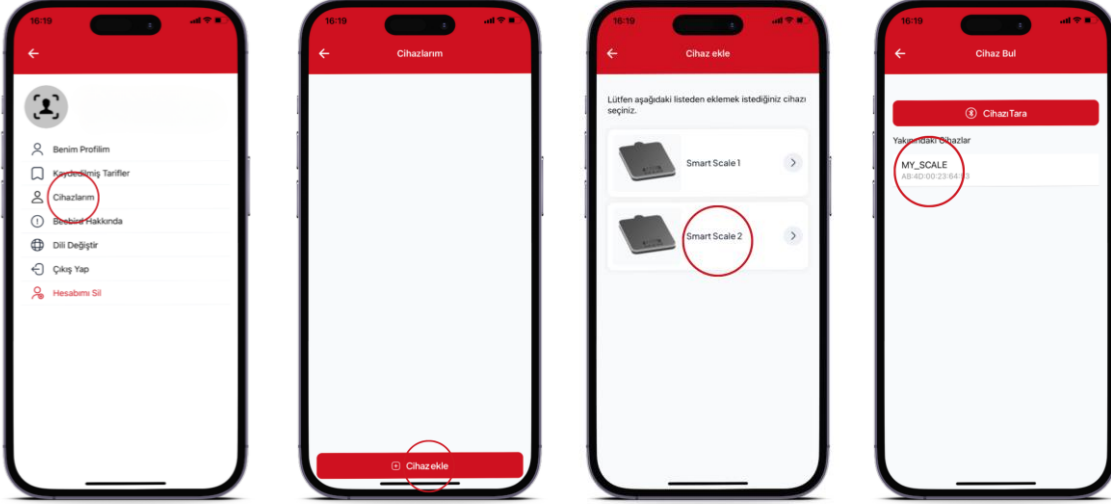 16:19
Benim Profilim
Kaydedilmiş Tarifler
Cihazlarım
Beebird Hakkında
Dili Değiştir
Çıkış Yap
Hesabımı Sil
16:19
Cihazlarım
Cihaz ekle
16:19
Cihaz ekle
Lütfen aşağıdaki listeden eklemek istediğiniz cihazı
seçiniz.
Smart Scale 1
Smart Scale 2
16:19
Cihaz Bul
Cihazı Tara
Yakınındaki Cihazlar
MY_SCALE